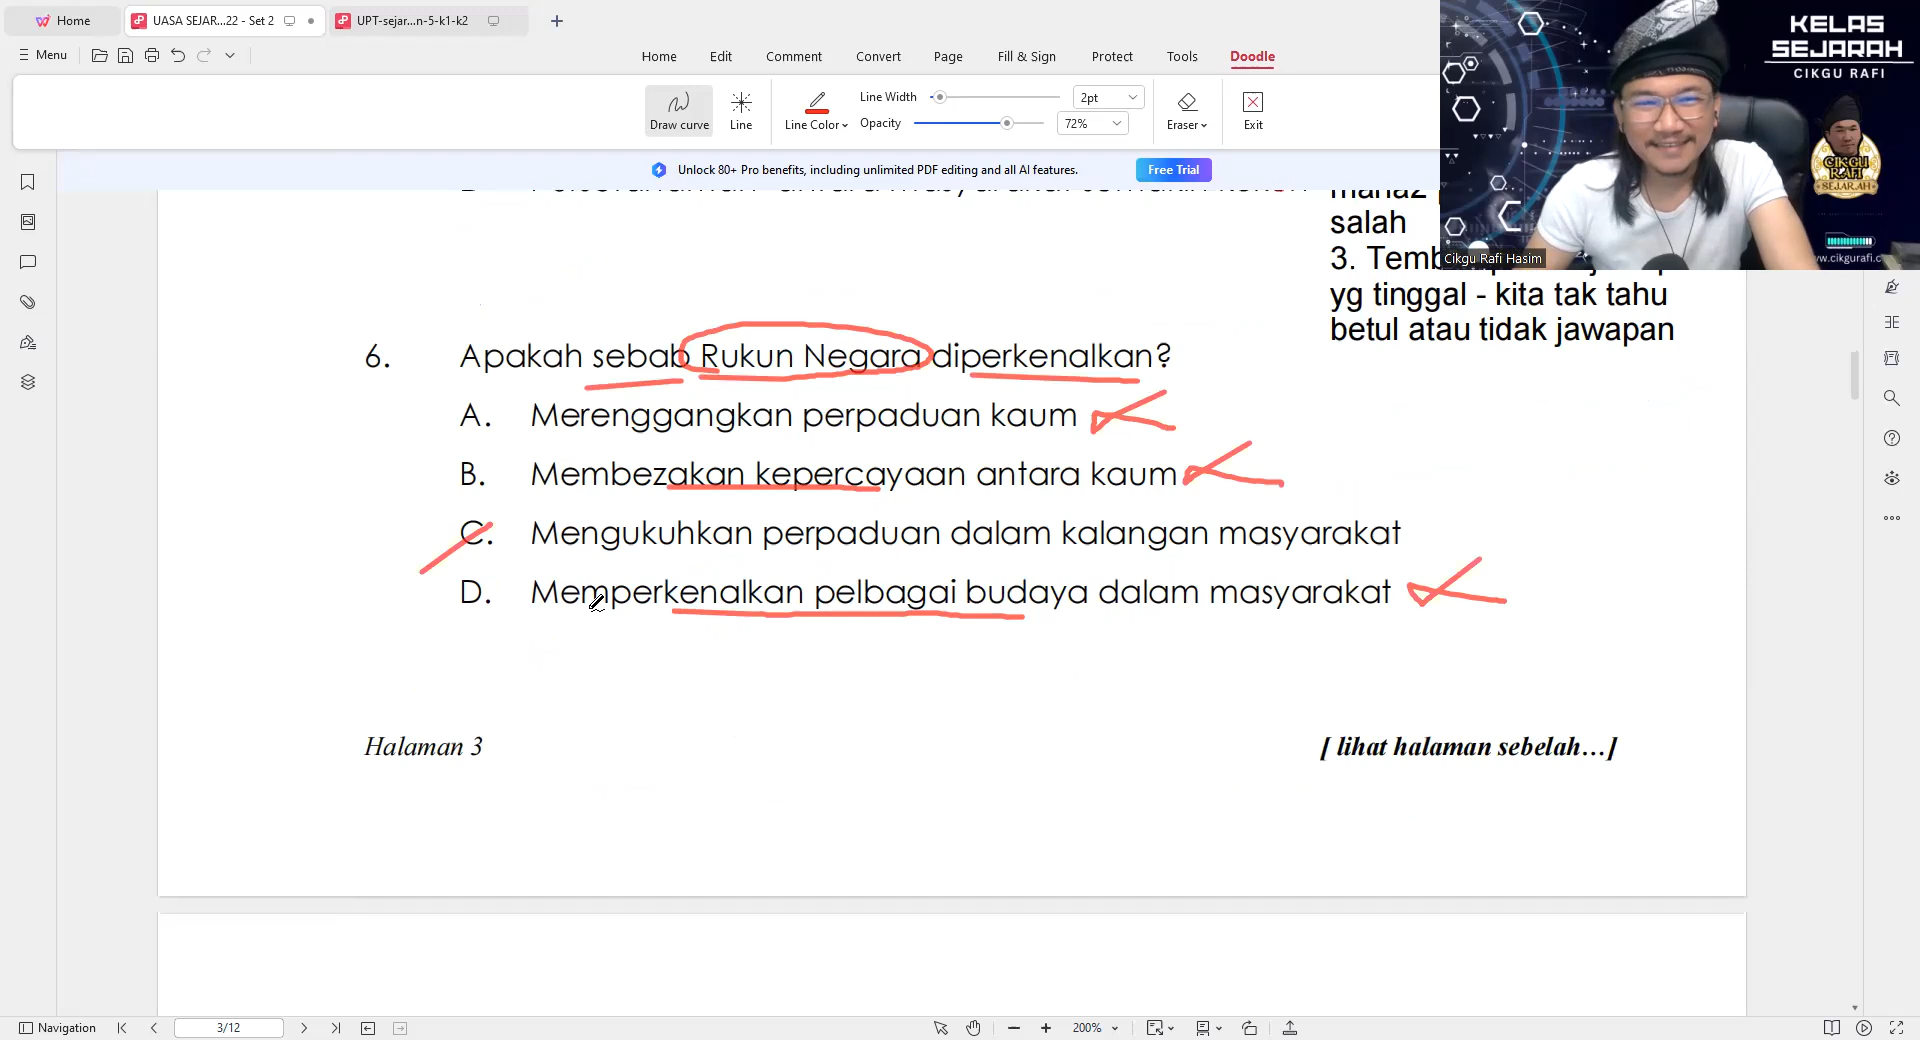 Home
UASA SEJAR...22 - Set 2
UPT-sejar...n-5-k1-k2
Menu
Home Edit Comment Convert Page Fill & Sign Protect Tools Doodle
Draw curve
Line
Line Color
Line Width
2pt
Opacity
72%
Eraser
Exit
Unlock 80+ Pro benefits, including unlimited PDF editing and all AI features.
Free Trial
KELAS
SEJARAH
CIKGU RAFI
CIKGU
RAFI
SEJARAH
Cikgu Rafi Hasim
salah
3.
yg tinggal - kita tak tahu
betul atau tidak jawapan
6. Apakah sebab Rukun Negara diperkenalkan?
A. Merenggangkan perpaduan kaum
B. Membezakan kepercayaan antara kaum
C. Mengukuhkan perpaduan dalam kalangan masyarakat
D. Memperkenalkan pelbagai budaya dalam masyarakat
Halaman 3
[ lihat halaman sebelah...]
Navigation
3/12
200%